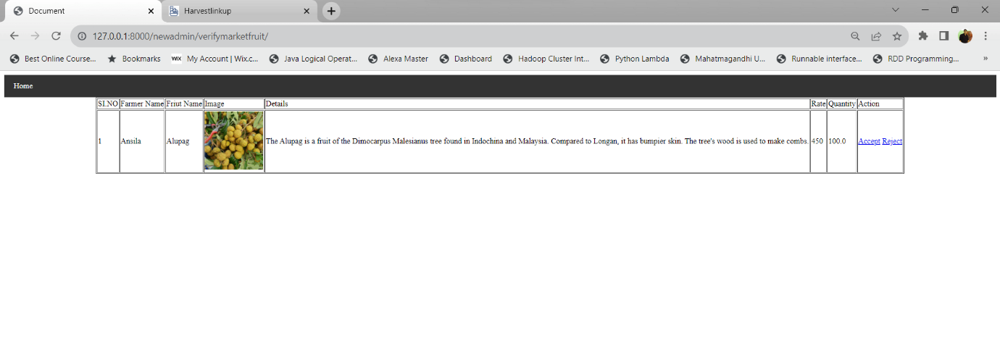 Document
Harvestlinkup
127.0.0.1:8000/newadmin/verifymarketfruit/
Best Online Course... Bookmarks WIX My Account | Wix.c... Java Logical Operat... Alexa Master Dashboard Hadoop Cluster Int... Python Lambda Mahatmagandhi U... Runnable interface... RDD Programming... »
Home
SI.NO Farmer Name Friut Name Image Details Rate Quantity Action
1 Ansila Alupag The Alupag is a fruit of the Dimocarpus Malesianus tree found in Indochina and Malaysia. Compared to Longan, it has bumpier skin. The tree's wood is used to make combs. 450 100.0 Accept Reject